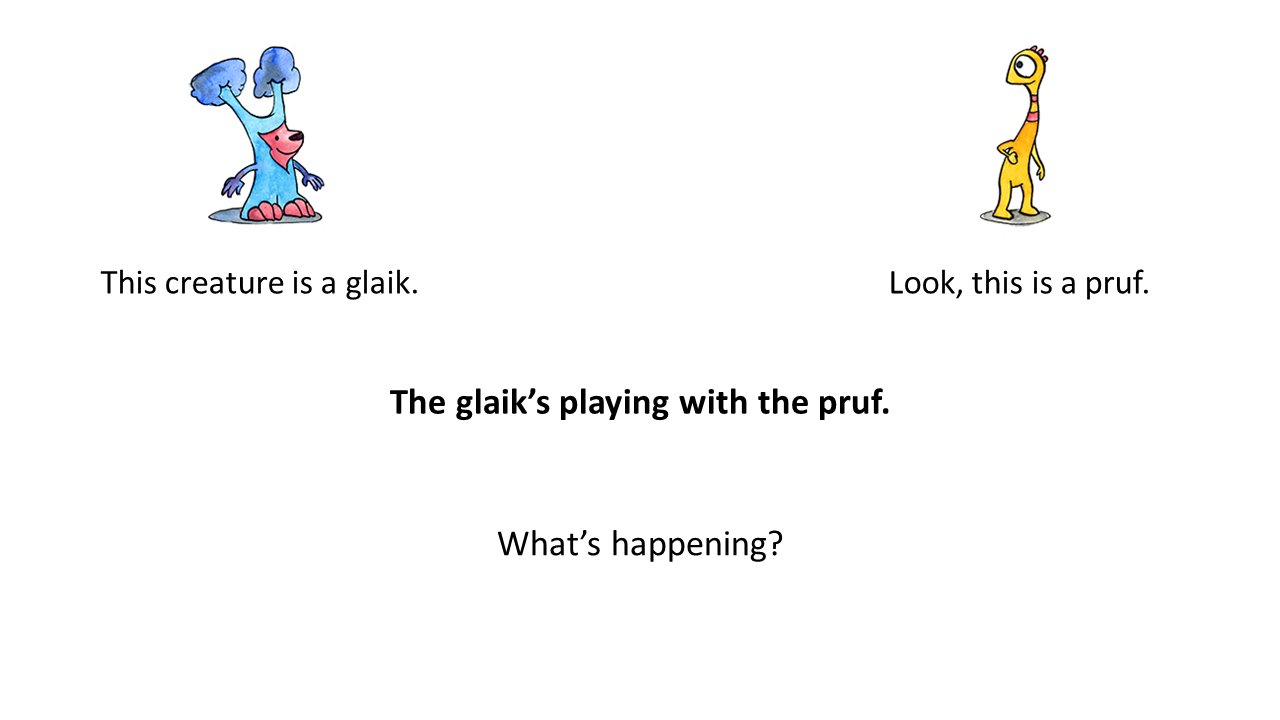 This creature is a glaik.
Look, this is a pruf.
The glaik’s playing with the pruf.
What’s happening?